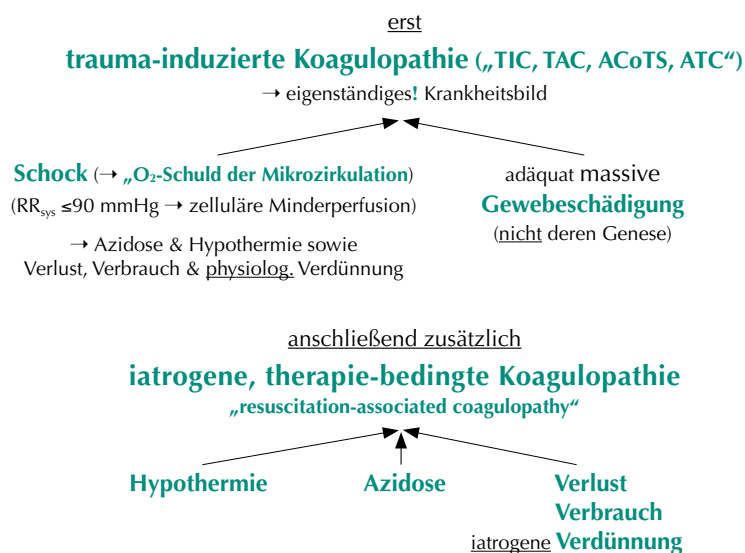 erst
trauma-induzierte Koagulopathie („TIC, TAC, ACoTS, ATC“)
→ eigenständiges! Krankheitsbild
Schock (→ „O₂-Schuld der Mikrozirkulation)
(RRsys ≤90 mmHg → zelluläre Minderperfusion)
→ Azidose & Hypothermie sowie
Verlust, Verbrauch & physiolog. Verdünnung
adäquat massive
Gewebeschädigung
(nicht deren Genese)
anschließend zusätzlich
iatrogene, therapie-bedingte Koagulopathie
„resuscitation-associated coagulopathy“
Hypothermie
Azidose
Verlust
Verbrauch
iatrogene Verdünnung